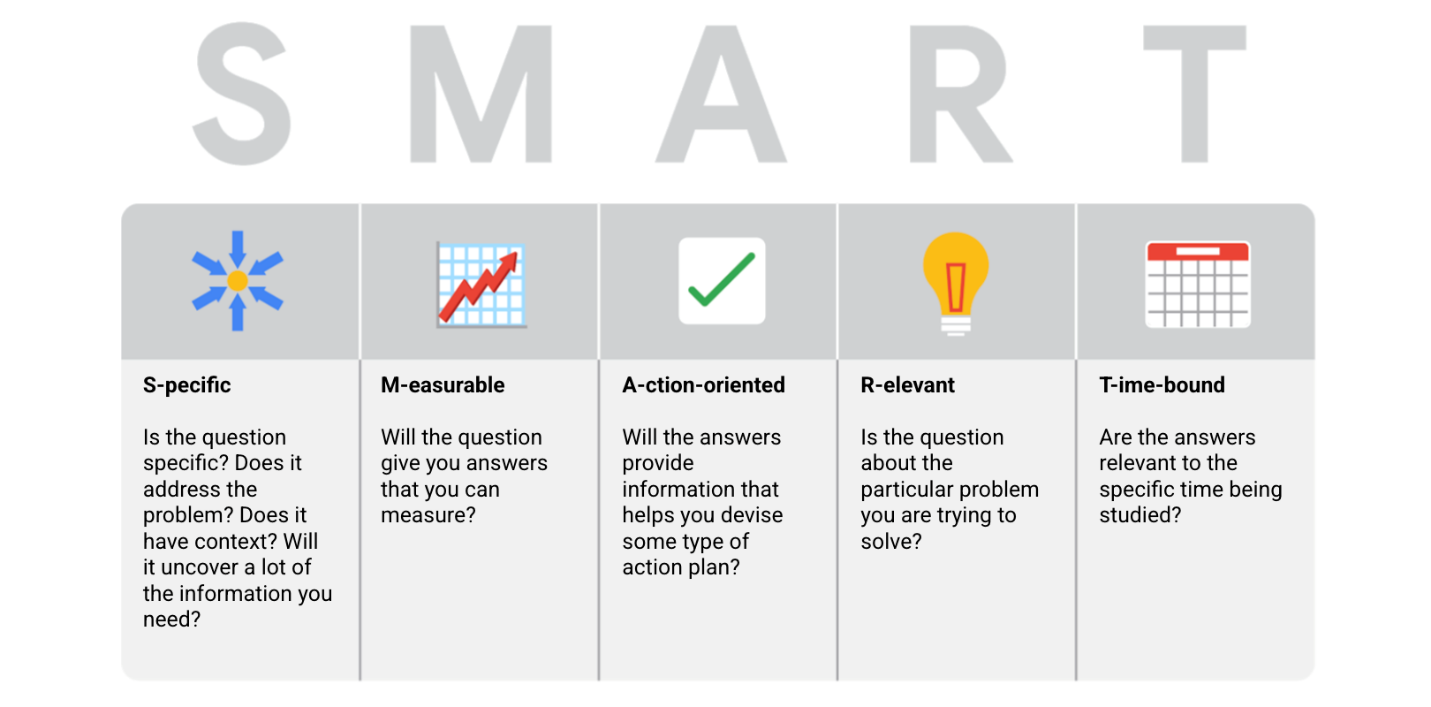 S M A R T
S-pecific
Is the question
specific? Does it
address the
problem? Does it
have context? Will
it uncover a lot of
the information you
need?
M-easurable
Will the question
give you answers
that you can
measure?
A-ction-oriented
Will the answers
provide
information that
helps you devise
some type of
action plan?
R-elevant
Is the question
about the
particular problem
you are trying to
solve?
T-ime-bound
Are the answers
relevant to the
specific time being
studied?